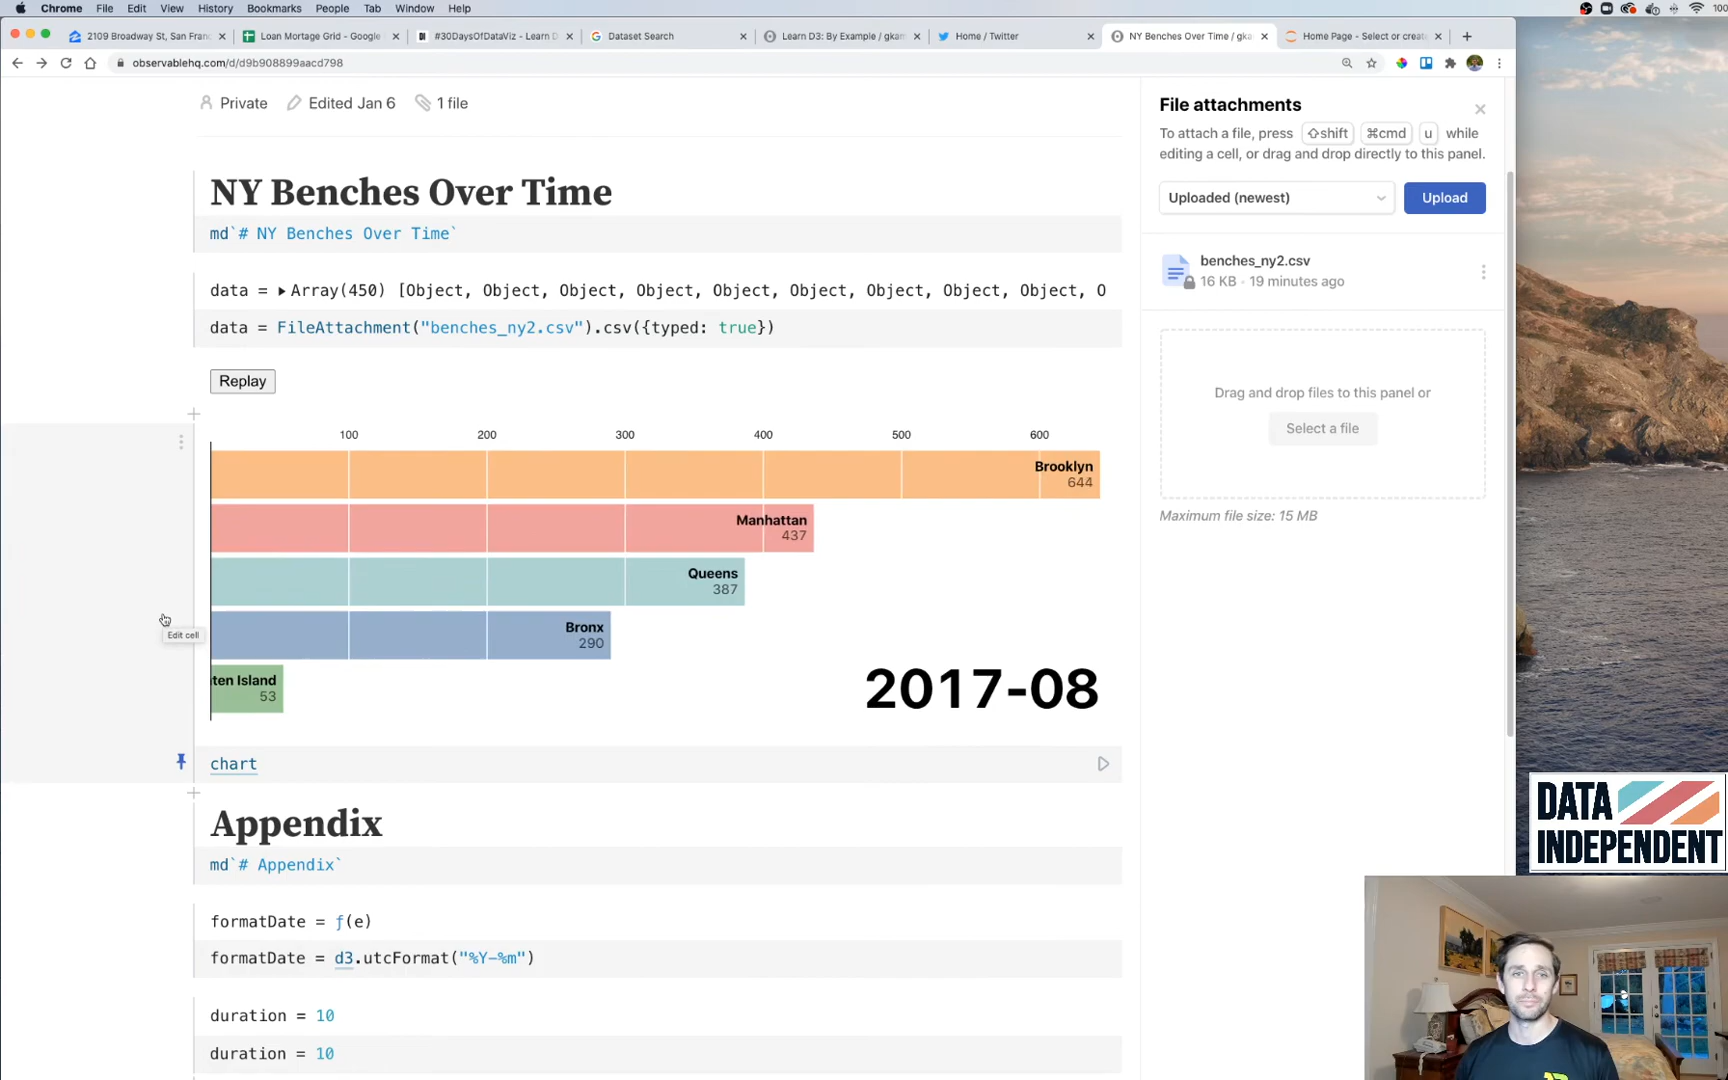 Chrome File Edit View History Bookmarks People Tab Window Help 100
2109 Broadway St, San Franc Loan Mortage Grid - Google #30DaysOfDataViz - Learn D Dataset Search Learn D3: By Example / gkam Home / Twitter NY Benches Over Time / gka Home Page - Select or create
observablehq.com/d/d9b908899aacd798
Private Edited Jan 6 1 file
NY Benches Over Time
md`# NY Benches Over Time`
data = Array(450) [Object, Object, Object, Object, Object, Object, Object, Object, Object, O
data = FileAttachment("benches_ny2.csv").csv({typed: true})
Replay
100 200 300 400 500 600
Brooklyn
644
Manhattan
437
Queens
387
Bronx
290
Edit cell
ten Island
53
2017-08
chart
Appendix
md`# Appendix`
formatDate = ƒ(e)
formatDate = d3.utcFormat("%Y-%m")
duration = 10
duration = 10
File attachments
To attach a file, press ⇧shift ⌘cmd u while
editing a cell, or drag and drop directly to this panel.
Uploaded (newest) Upload
benches_ny2.csv
16 KB · 19 minutes ago
Drag and drop files to this panel or
Select a file
Maximum file size: 15 MB
DATA
INDEPENDENT